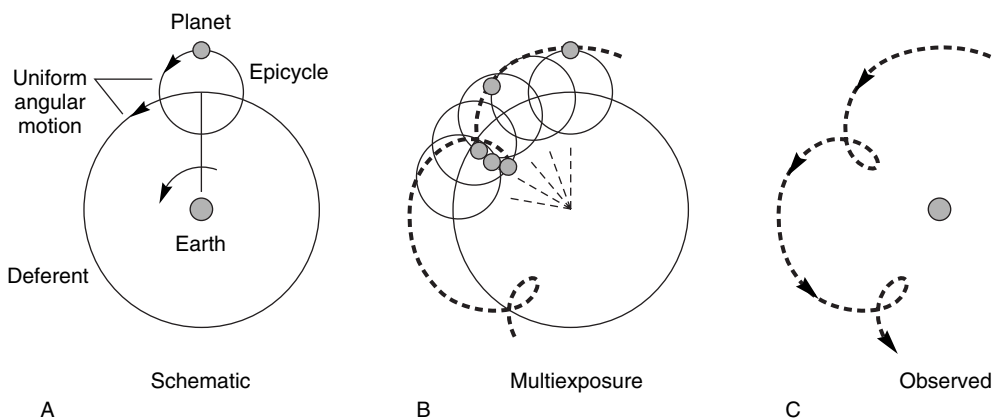 Planet
Epicycle
Uniform
angular
motion
Earth
Deferent
Schematic
Multiexposure
Observed
A
B
C